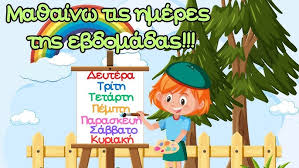 Μαθαίνω τις ημέρες
της εβδομάδας!!!
Δευτέρα
Τρίτη
Τετάρτη
Πέμπτη
Παρασκευή
Σάββατο
Κυριακή